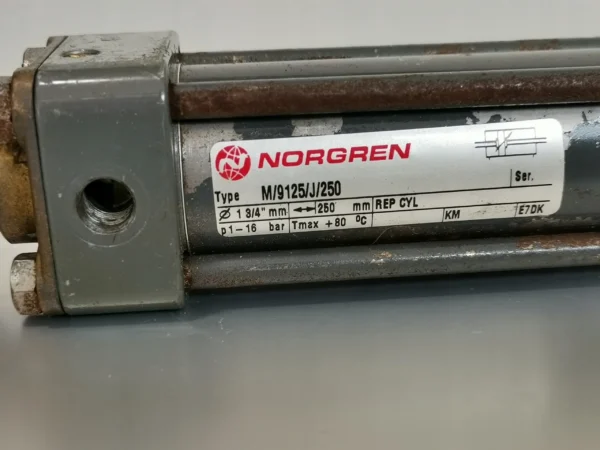 NORGREN
Type M/9125/J/250 Ser.
Ø 1 3/4" mm ↔ 250 mm REP CYL
p1-16 bar Tmax +80 °C KM E7DK